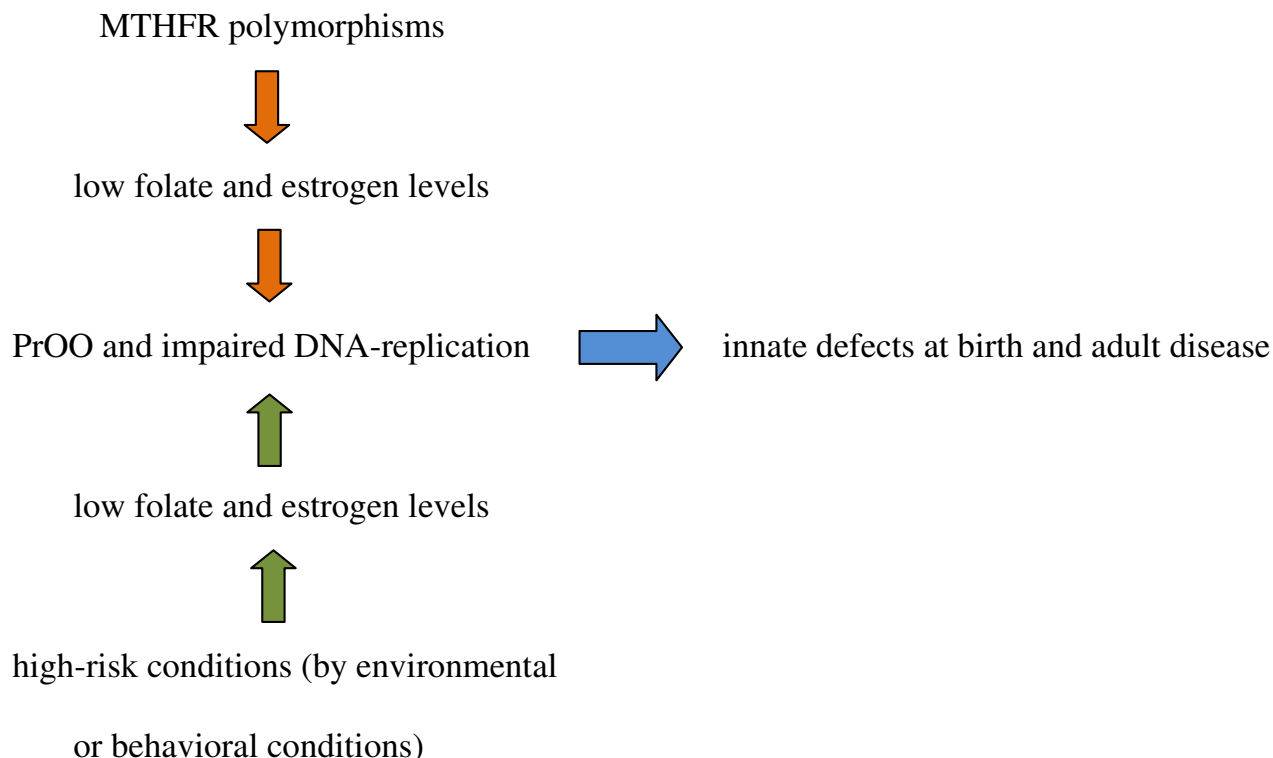 MTHFR polymorphisms
low folate and estrogen levels
PrOO and impaired DNA-replication
innate defects at birth and adult disease
low folate and estrogen levels
high-risk conditions (by environmental
or behavioral conditions)